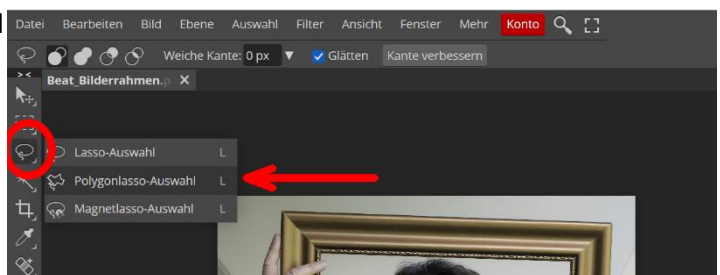 Datei Bearbeiten Bild Ebene Auswahl Filter Ansicht Fenster Mehr Konto
Weiche Kante: 0 px Glätten Kante verbessern
Beat_Bilderrahmen.p X
Lasso-Auswahl L
Polygonlasso-Auswahl L
Magnetlasso-Auswahl L